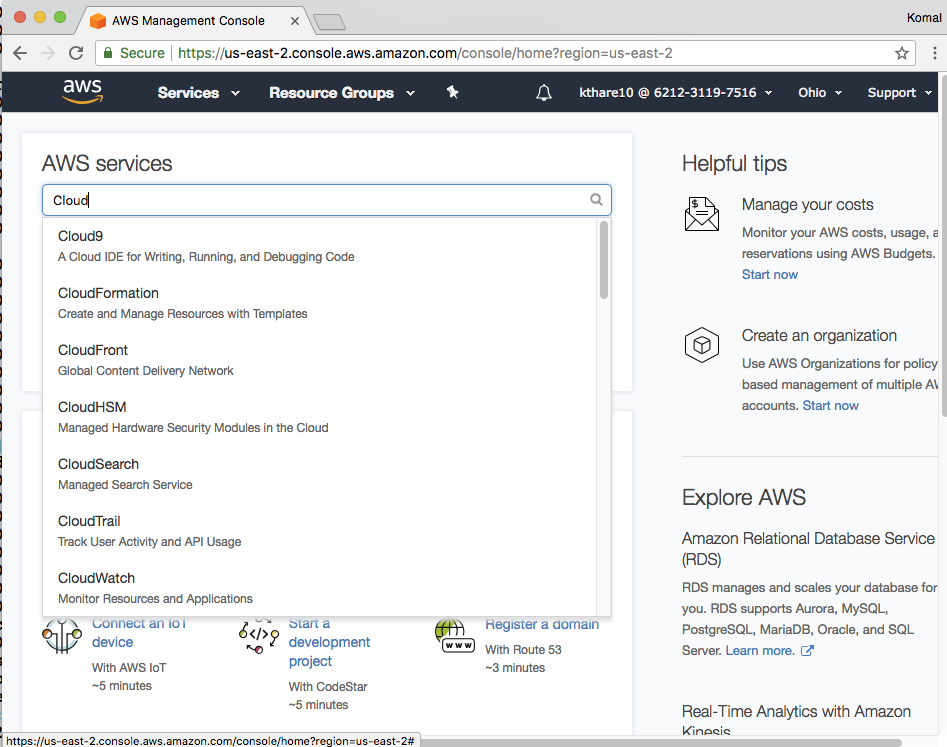 AWS Management Console
Komal
Secure https://us-east-2.console.aws.amazon.com/console/home?region=us-east-2
aws Services Resource Groups kthare10 @ 6212-3119-7516 Ohio Support
AWS services
Cloud
Cloud9
A Cloud IDE for Writing, Running, and Debugging Code
CloudFormation
Create and Manage Resources with Templates
CloudFront
Global Content Delivery Network
CloudHSM
Managed Hardware Security Modules in the Cloud
CloudSearch
Managed Search Service
CloudTrail
Track User Activity and API Usage
CloudWatch
Monitor Resources and Applications
Connect an IoT
device
With AWS IoT
~5 minutes
Start a
development
project
With CodeStar
~5 minutes
www
Register a domain
With Route 53
~3 minutes
Helpful tips
Manage your costs
Monitor your AWS costs, usage, a
reservations using AWS Budgets.
Start now
Create an organization
Use AWS Organizations for policy
based management of multiple AW
accounts. Start now
Explore AWS
Amazon Relational Database Service
(RDS)
RDS manages and scales your database for
you. RDS supports Aurora, MySQL,
PostgreSQL, MariaDB, Oracle, and SQL
Server. Learn more.
Real-Time Analytics with Amazon
Kinesis
https://us-east-2.console.aws.amazon.com/console/home?region=us-east-2#